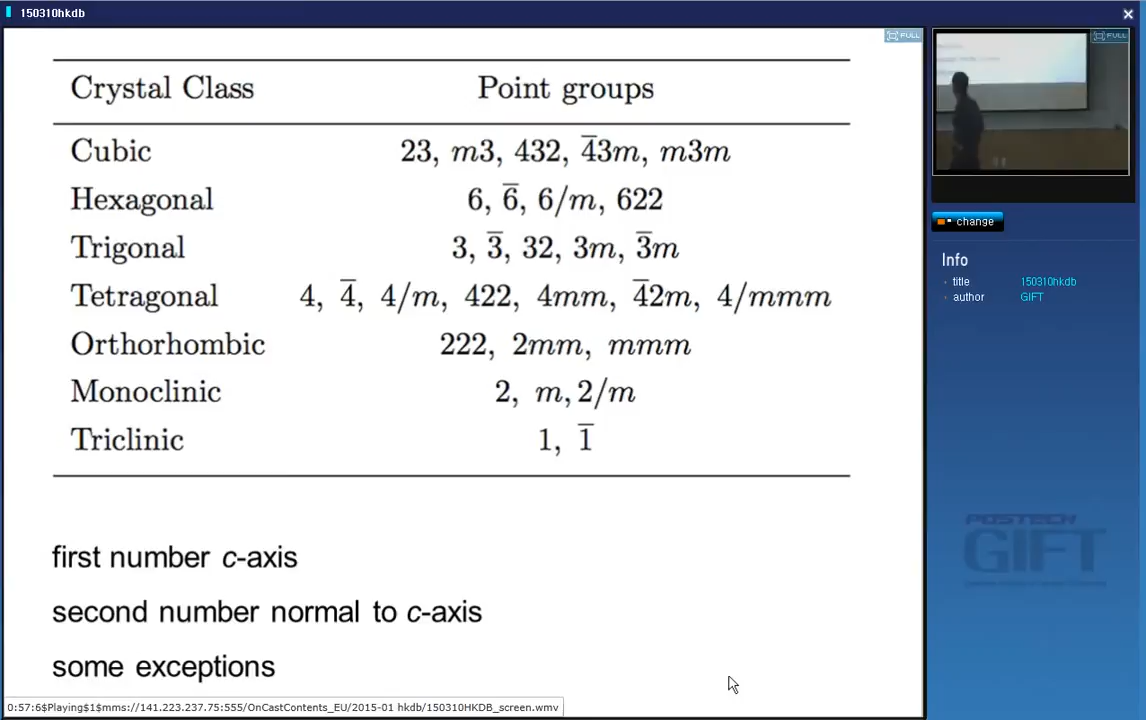 150310hkdb
FULL
FULL
Crystal Class Point groups
Cubic 23, m3, 432, 4̅3m, m3m
Hexagonal 6, 6̅, 6/m, 622
Trigonal 3, 3̅, 32, 3m, 3̅m
Tetragonal 4, 4̅, 4/m, 422, 4mm, 4̅2m, 4/mmm
Orthorhombic 222, 2mm, mmm
Monoclinic 2, m, 2/m
Triclinic 1, 1̅
first number c-axis
second number normal to c-axis
some exceptions
0:57:6$Playing$1$mms://141.223.237.75:555/OnCastContents_EU/2015-01 hkdb/150310HKDB_screen.wmv
change
Info
title 150310hkdb
author GIFT
POSTECH
GIFT